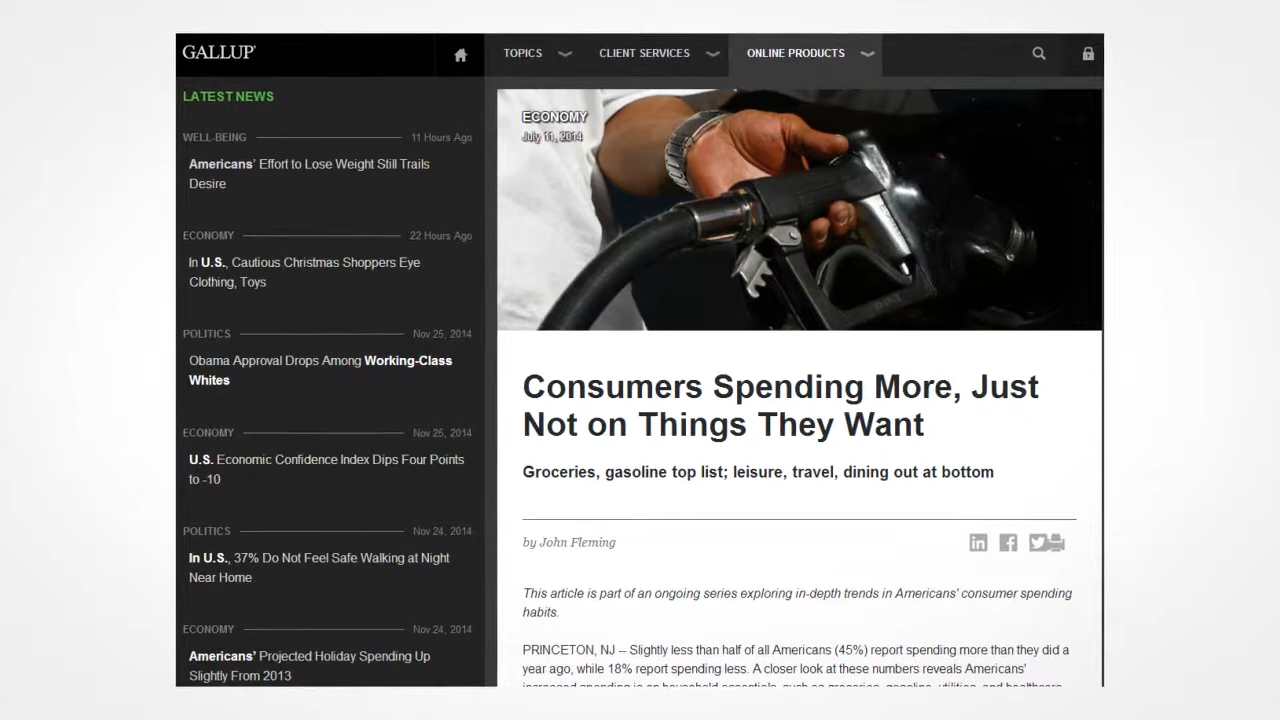 GALLUP
TOPICS
CLIENT SERVICES
ONLINE PRODUCTS
LATEST NEWS
WELL-BEING 11 Hours Ago
Americans' Effort to Lose Weight Still Trails
Desire
ECONOMY 22 Hours Ago
In U.S., Cautious Christmas Shoppers Eye
Clothing, Toys
POLITICS Nov 25, 2014
Obama Approval Drops Among Working-Class
Whites
ECONOMY Nov 25, 2014
U.S. Economic Confidence Index Dips Four Points
to -10
POLITICS Nov 24, 2014
In U.S., 37% Do Not Feel Safe Walking at Night
Near Home
ECONOMY Nov 24, 2014
Americans' Projected Holiday Spending Up
Slightly From 2013
ECONOMY
July 11, 2014
Consumers Spending More, Just
Not on Things They Want
Groceries, gasoline top list; leisure, travel, dining out at bottom
by John Fleming
This article is part of an ongoing series exploring in-depth trends in Americans' consumer spending
habits.
PRINCETON, NJ -- Slightly less than half of all Americans (45%) report spending more than they did a
year ago, while 18% report spending less. A closer look at these numbers reveals Americans'
increased spending is on household essentials, such as groceries, gasoline, utilities, and healthcare